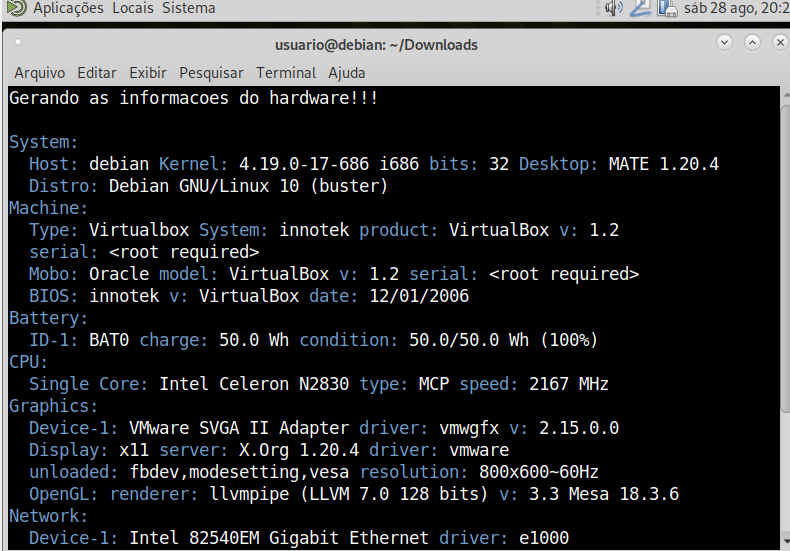 Aplicações Locais Sistema sáb 28 ago, 20:2
usuario@debian: ~/Downloads
Arquivo Editar Exibir Pesquisar Terminal Ajuda
Gerando as informacoes do hardware!!!
System:
Host: debian Kernel: 4.19.0-17-686 i686 bits: 32 Desktop: MATE 1.20.4
Distro: Debian GNU/Linux 10 (buster)
Machine:
Type: Virtualbox System: innotek product: VirtualBox v: 1.2
serial: <root required>
Mobo: Oracle model: VirtualBox v: 1.2 serial: <root required>
BIOS: innotek v: VirtualBox date: 12/01/2006
Battery:
ID-1: BAT0 charge: 50.0 Wh condition: 50.0/50.0 Wh (100%)
CPU:
Single Core: Intel Celeron N2830 type: MCP speed: 2167 MHz
Graphics:
Device-1: VMware SVGA II Adapter driver: vmwgfx v: 2.15.0.0
Display: x11 server: X.Org 1.20.4 driver: vmware
unloaded: fbdev,modesetting,vesa resolution: 800x600~60Hz
OpenGL: renderer: llvmpipe (LLVM 7.0 128 bits) v: 3.3 Mesa 18.3.6
Network:
Device-1: Intel 82540EM Gigabit Ethernet driver: e1000